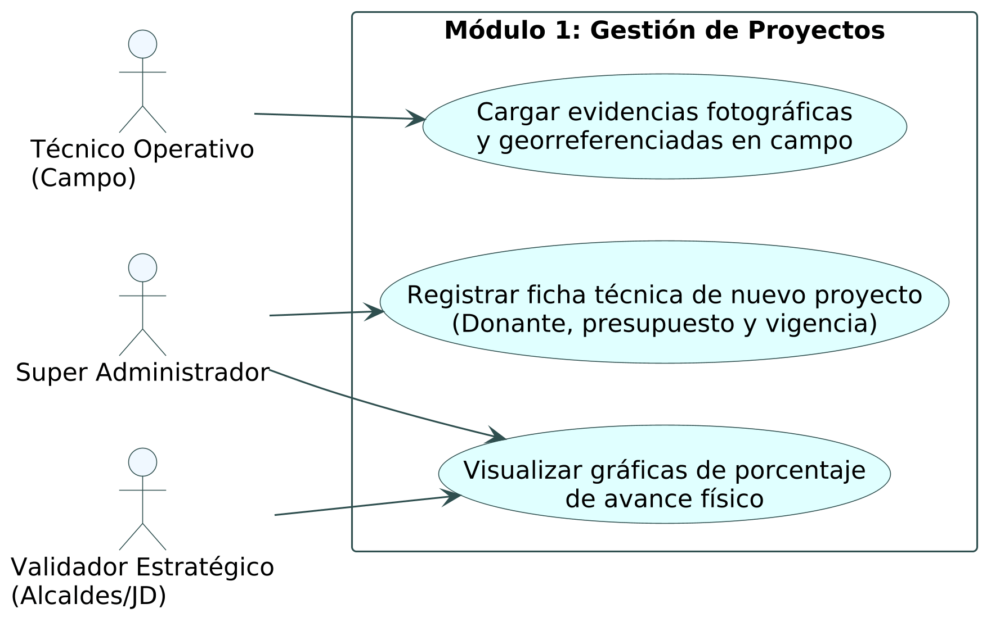 Módulo 1: Gestión de Proyectos
Técnico Operativo
(Campo)
Cargar evidencias fotográficas
y georreferenciadas en campo
Super Administrador
Registrar ficha técnica de nuevo proyecto
(Donante, presupuesto y vigencia)
Validador Estratégico
(Alcaldes/JD)
Visualizar gráficas de porcentaje
de avance físico